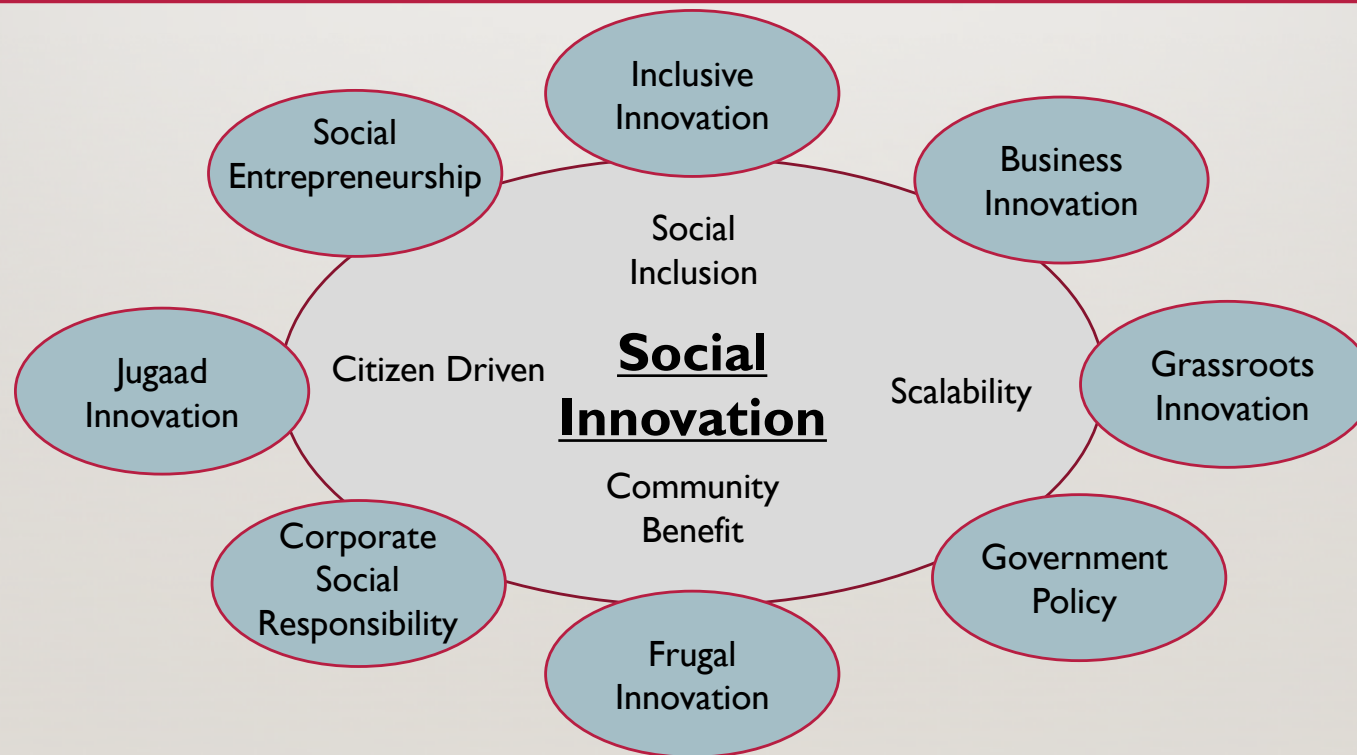 Inclusive
Innovation
Social
Entrepreneurship
Business
Innovation
Social
Inclusion
Jugaad
Innovation
Citizen Driven
Social
Innovation
Scalability
Grassroots
Innovation
Community
Benefit
Corporate
Social
Responsibility
Government
Policy
Frugal
Innovation